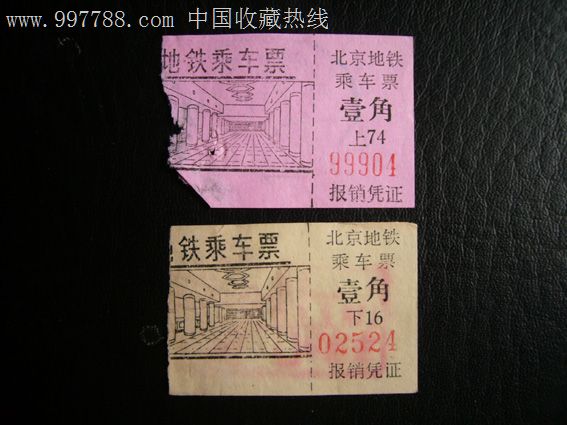 www.997788.com 中国收藏热线
地铁乘车票
北京地铁
乘车票
壹角
上74
99904
报销凭证
铁乘车票
北京地铁
乘车票
壹角
下16
02524
报销凭证